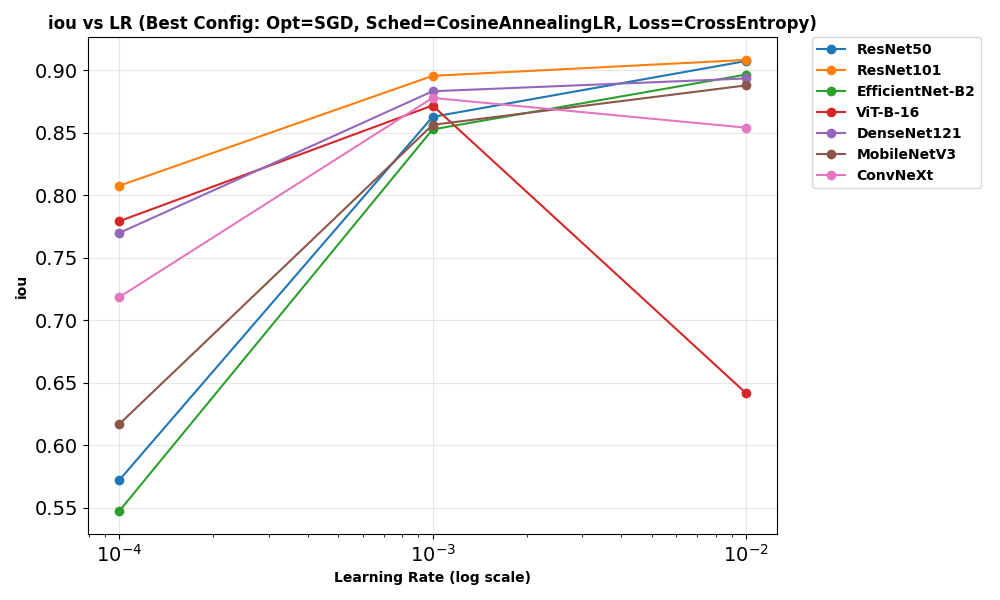 iou vs LR (Best Config: Opt=SGD, Sched=CosineAnnealingLR, Loss=CrossEntropy)
ResNet50
ResNet101
EfficientNet-B2
ViT-B-16
DenseNet121
MobileNetV3
ConvNeXt
iou
0.90
0.85
0.80
0.75
0.70
0.65
0.60
0.55
10⁻⁴ 10⁻³ 10⁻²
Learning Rate (log scale)